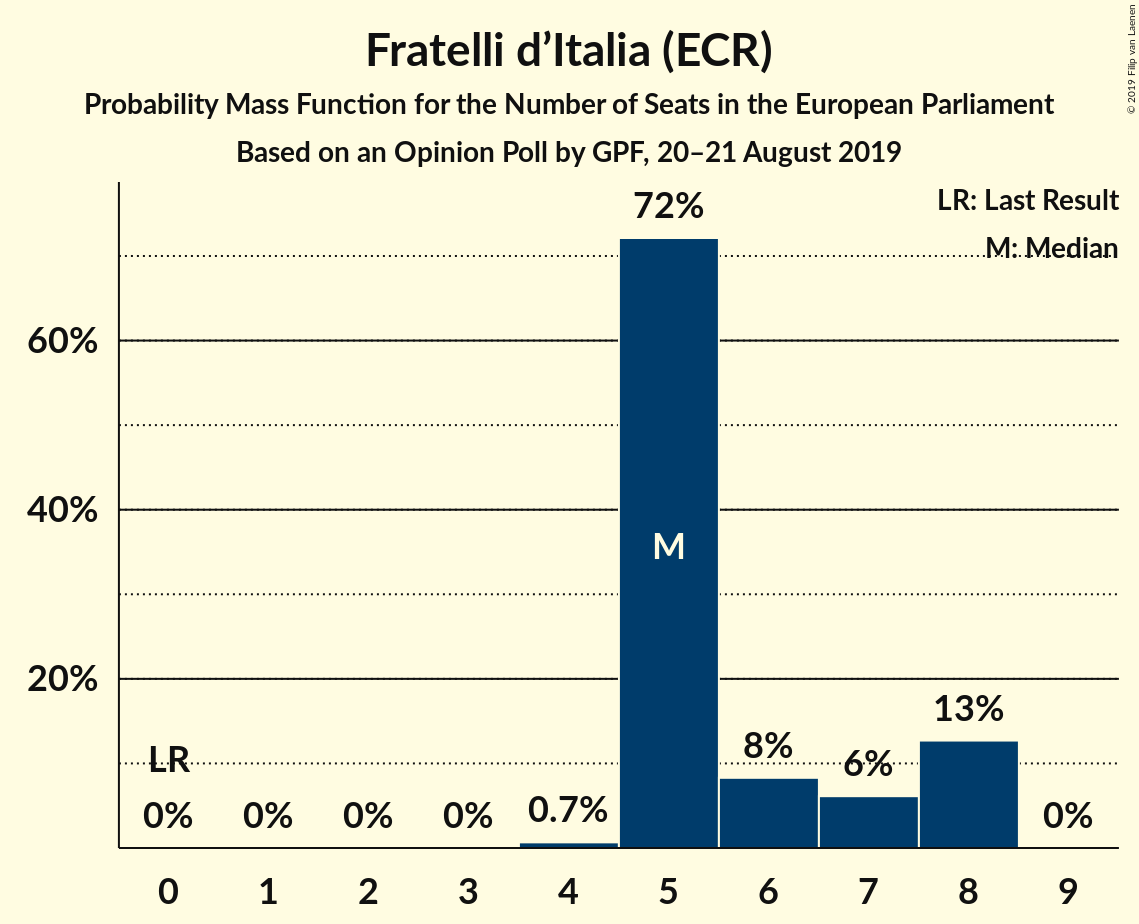 Fratelli d’Italia (ECR)
Probability Mass Function for the Number of Seats in the European Parliament
Based on an Opinion Poll by GPF, 20–21 August 2019
© 2019 Filip van Laenen
LR: Last Result
M: Median
72%
60%
40%
M
20%
13%
8%
6%
LR
0% 0% 0% 0% 0.7% 0%
0 1 2 3 4 5 6 7 8 9